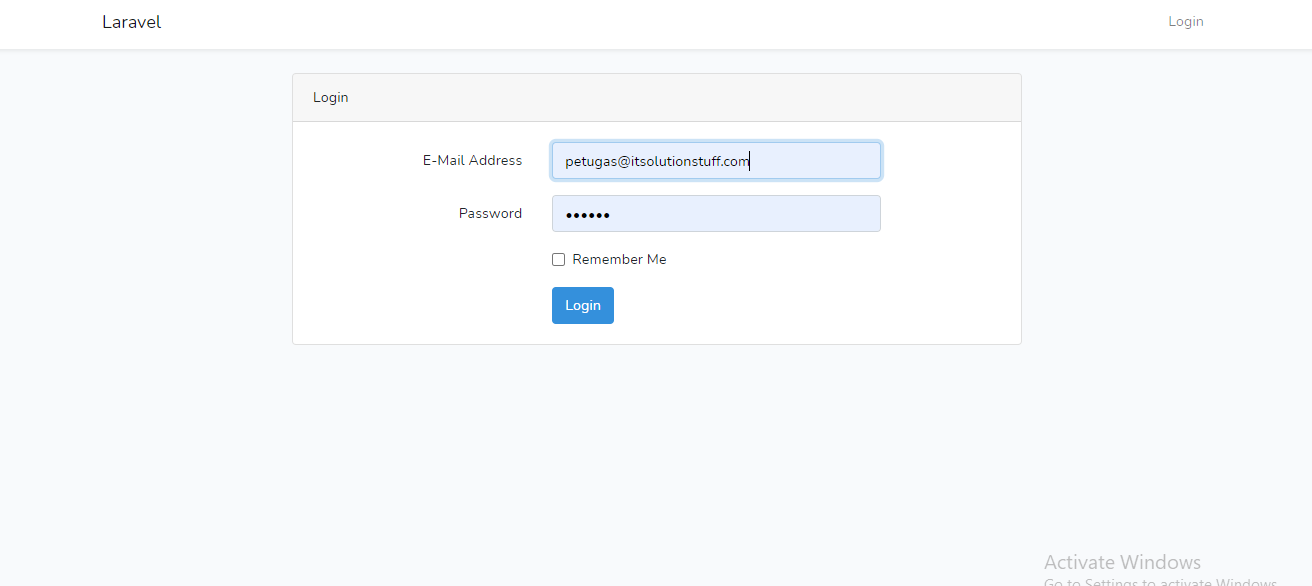 Laravel
Login
Login
E-Mail Address
petugas@itsolutionstuff.com
Password
••••••
Remember Me
Login
Activate Windows
Go to Settings to activate Windows.